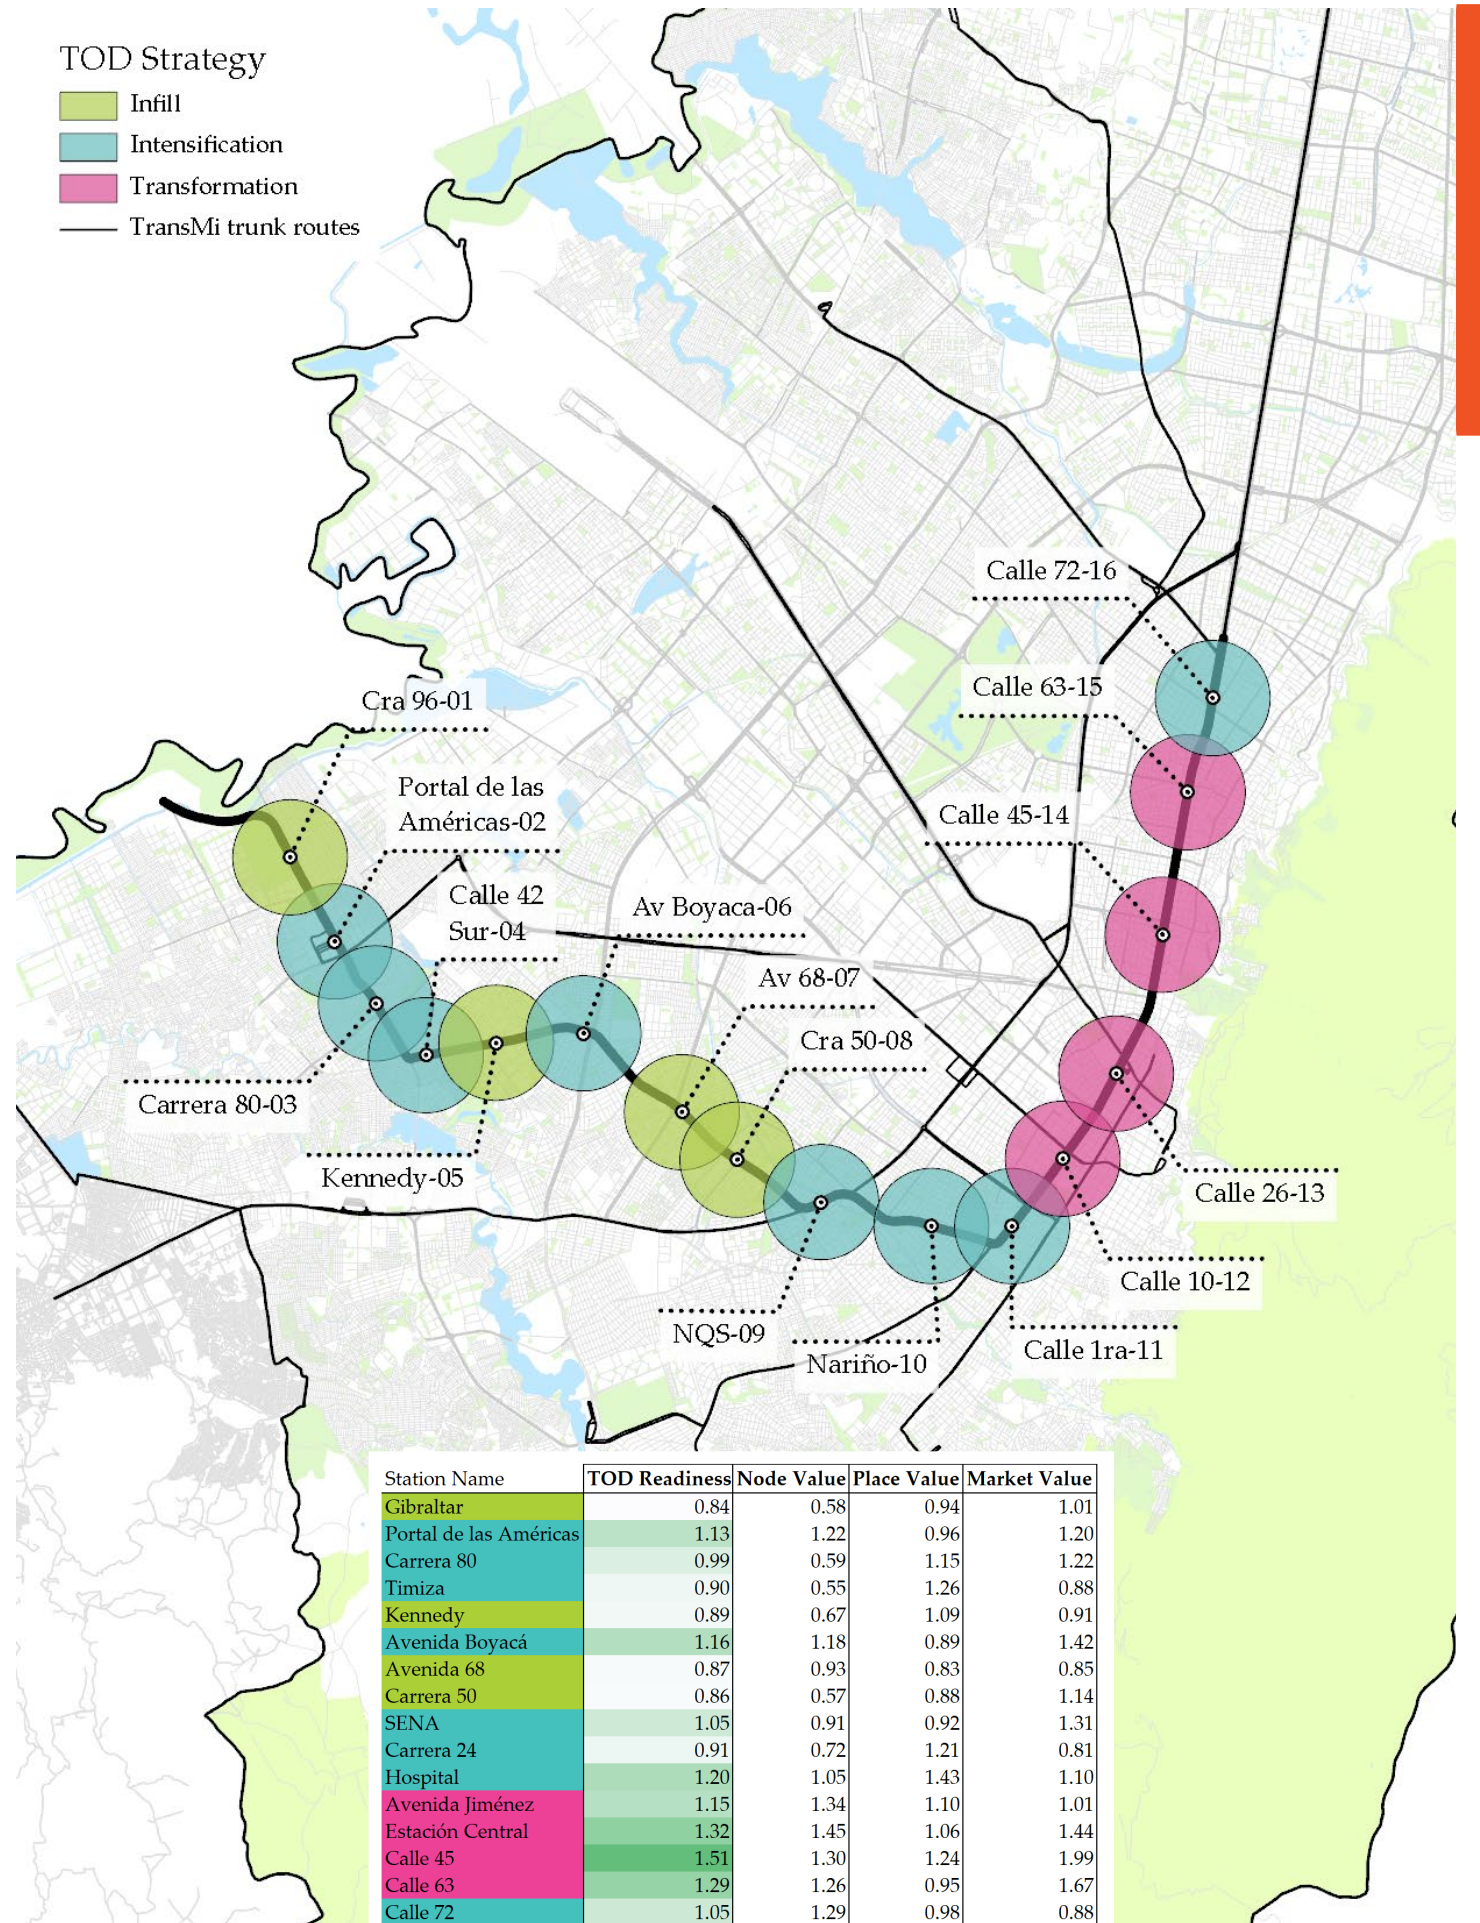 TOD Strategy
Infill
Intensification
Transformation
TransMi trunk routes
Calle 72-16
Calle 63-15
Cra 96-01
Portal de las
Américas-02
Calle 45-14
Calle 42
Sur-04
Av Boyaca-06
Av 68-07
Cra 50-08
Carrera 80-03
Kennedy-05
Calle 26-13
Calle 10-12
NQS-09
Nariño-10
Calle 1ra-11
Station Name TOD Readiness Node Value Place Value Market Value
Gibraltar 0.84 0.58 0.94 1.01
Portal de las Américas 1.13 1.22 0.96 1.20
Carrera 80 0.99 0.59 1.15 1.22
Timiza 0.90 0.55 1.26 0.88
Kennedy 0.89 0.67 1.09 0.91
Avenida Boyacá 1.16 1.18 0.89 1.42
Avenida 68 0.87 0.93 0.83 0.85
Carrera 50 0.86 0.57 0.88 1.14
SENA 1.05 0.91 0.92 1.31
Carrera 24 0.91 0.72 1.21 0.81
Hospital 1.20 1.05 1.43 1.10
Avenida Jiménez 1.15 1.34 1.10 1.01
Estación Central 1.32 1.45 1.06 1.44
Calle 45 1.51 1.30 1.24 1.99
Calle 63 1.29 1.26 0.95 1.67
Calle 72 1.05 1.29 0.98 0.88